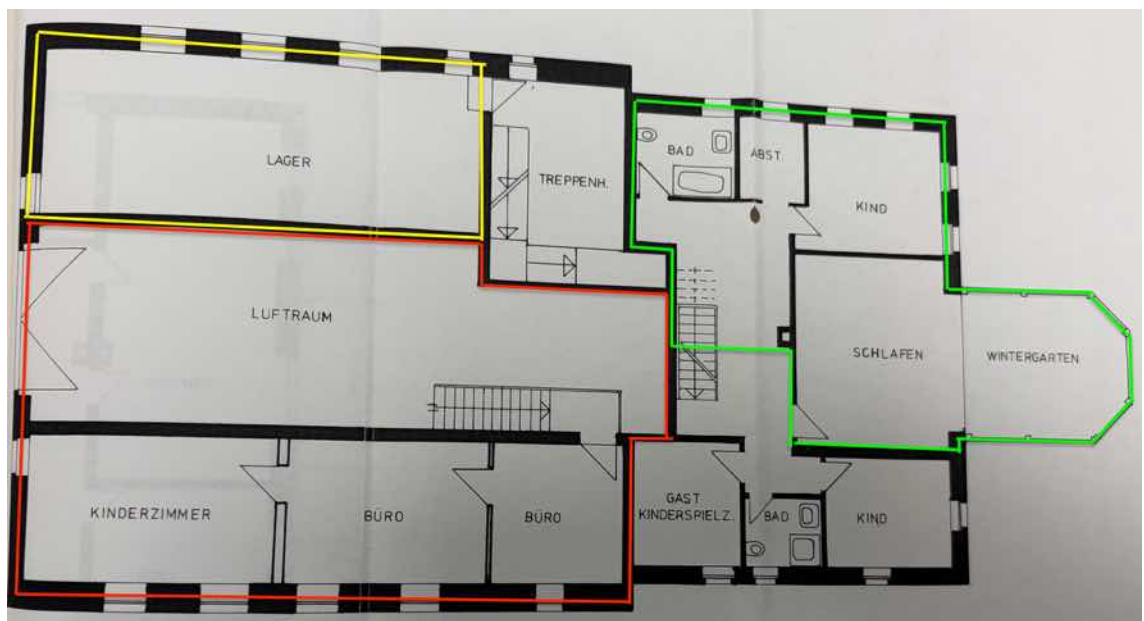 LAGER
TREPPENH.
BAD
ABST.
KIND
LUFTRAUM
SCHLAFEN
WINTERGARTEN
KINDERZIMMER
BÜRO
BÜRO
GAST
KINDERSPIELZ.
BAD
KIND